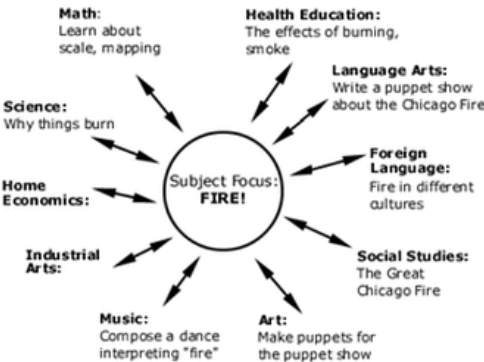 Math:
Learn about
scale, mapping
Health Education:
The effects of burning,
smoke
Language Arts:
Write a puppet show
about the Chicago Fire
Science:
Why things burn
Foreign
Language:
Fire in different
cultures
Subject Focus:
FIRE!
Home
Economics:
Industrial
Arts:
Social Studies:
The Great
Chicago Fire
Music:
Compose a dance
interpreting "fire"
Art:
Make puppets for
the puppet show